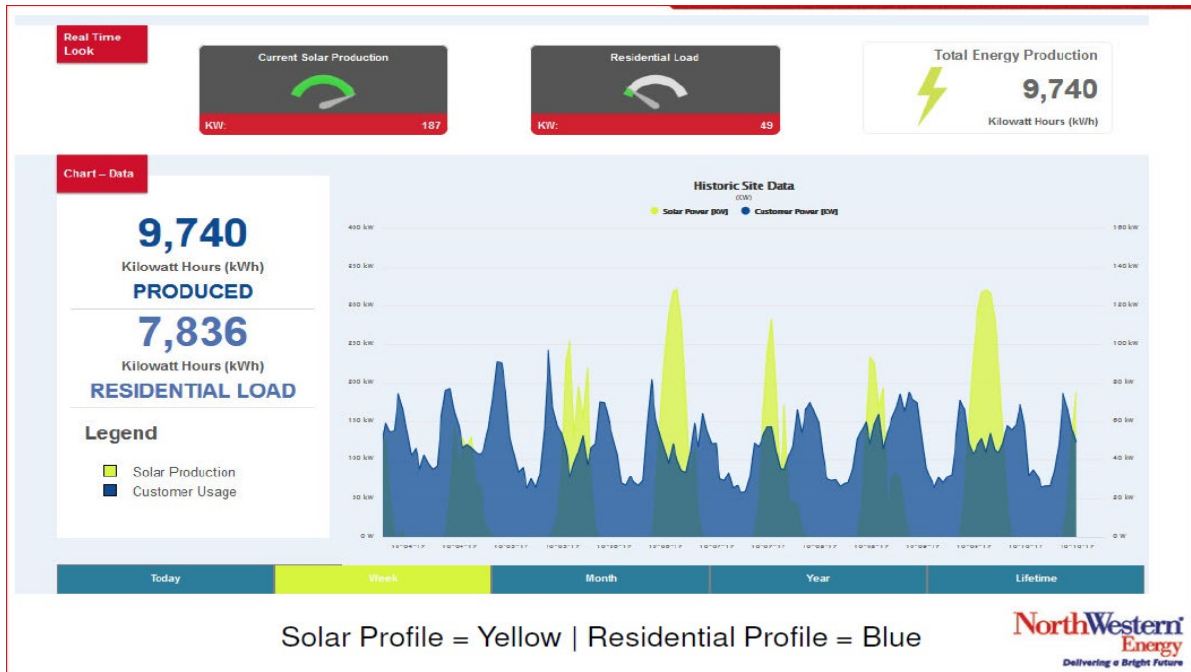 Real Time
Look
Current Solar Production
KW: 187
Residential Load
KW: 49
Total Energy Production
9,740
Kilowatt Hours (kWh)
Chart – Data
9,740
Kilowatt Hours (kWh)
PRODUCED
7,836
Kilowatt Hours (kWh)
RESIDENTIAL LOAD
Legend
Solar Production
Customer Usage
Historic Site Data
(KW)
Solar Power [KW] Customer Power [KW]
400 kW
350 kW
300 kW
250 kW
200 kW
150 kW
100 kW
50 kW
0 W
160 kW
140 kW
120 kW
100 kW
80 kW
60 kW
40 kW
20 kW
0 W
Today Week Month Year Lifetime
Solar Profile = Yellow | Residential Profile = Blue
NorthWestern
Energy
Delivering a Bright Future